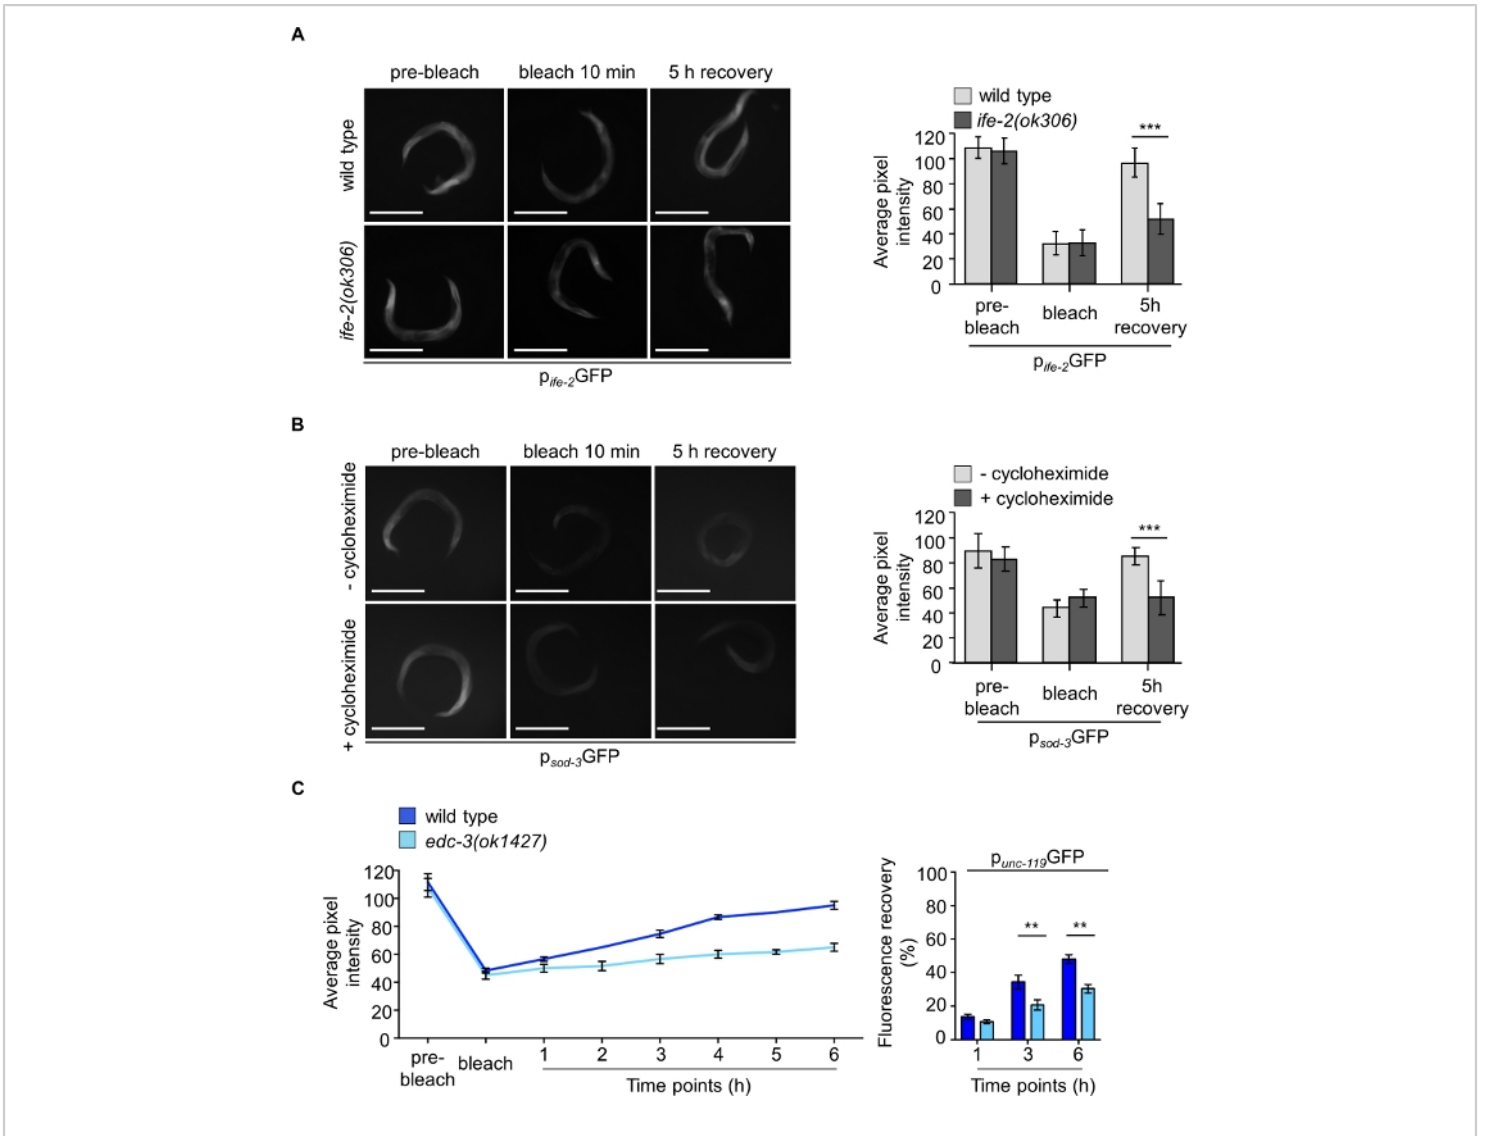 A
pre-bleach bleach 10 min 5 h recovery
wild type
ife-2(ok306)
pife-2GFP
wild type
ife-2(ok306)
Average pixel
intensity
120
100
80
60
40
20
0
***
pre-
bleach
bleach
5h
recovery
pife-2GFP
B
pre-bleach bleach 10 min 5 h recovery
- cycloheximide
+ cycloheximide
psod-3GFP
- cycloheximide
+ cycloheximide
Average pixel
intensity
120
100
80
60
40
20
0
***
pre-
bleach
bleach
5h
recovery
psod-3GFP
C
wild type
edc-3(ok1427)
Average pixel
intensity
120
100
80
60
40
20
0
pre-
bleach
bleach
1 2 3 4 5 6
Time points (h)
punc-119GFP
Fluorescence recovery
(%)
100
80
60
40
20
0
** **
1 3 6
Time points (h)